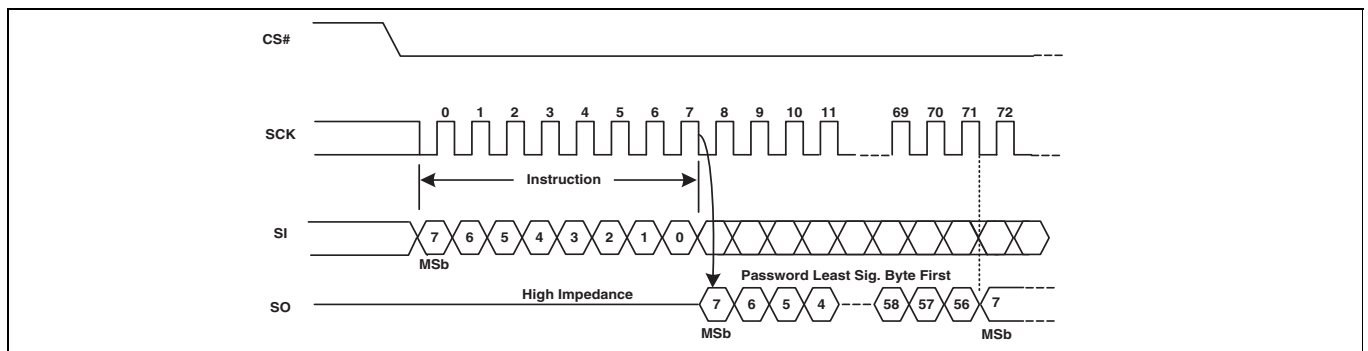 CS#
0 1 2 3 4 5 6 7 8 9 10 11 69 70 71 72
SCK
Instruction
SI
7 6 5 4 3 2 1 0
MSb
Password Least Sig. Byte First
High Impedance
SO
7 6 5 4 58 57 56 7
MSb MSb